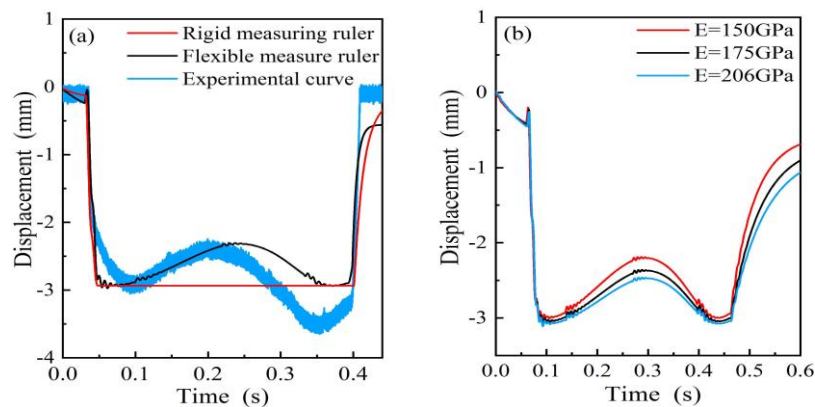 (a)
Rigid measuring ruler
Flexible measure ruler
Experimental curve
0
-1
-2
-3
-4
Displacement (mm)
0.0 0.1 0.2 0.3 0.4
Time (s)
(b)
E=150GPa
E=175GPa
E=206GPa
0
-1
-2
-3
Displacement (mm)
0.0 0.1 0.2 0.3 0.4 0.5 0.6
Time (s)